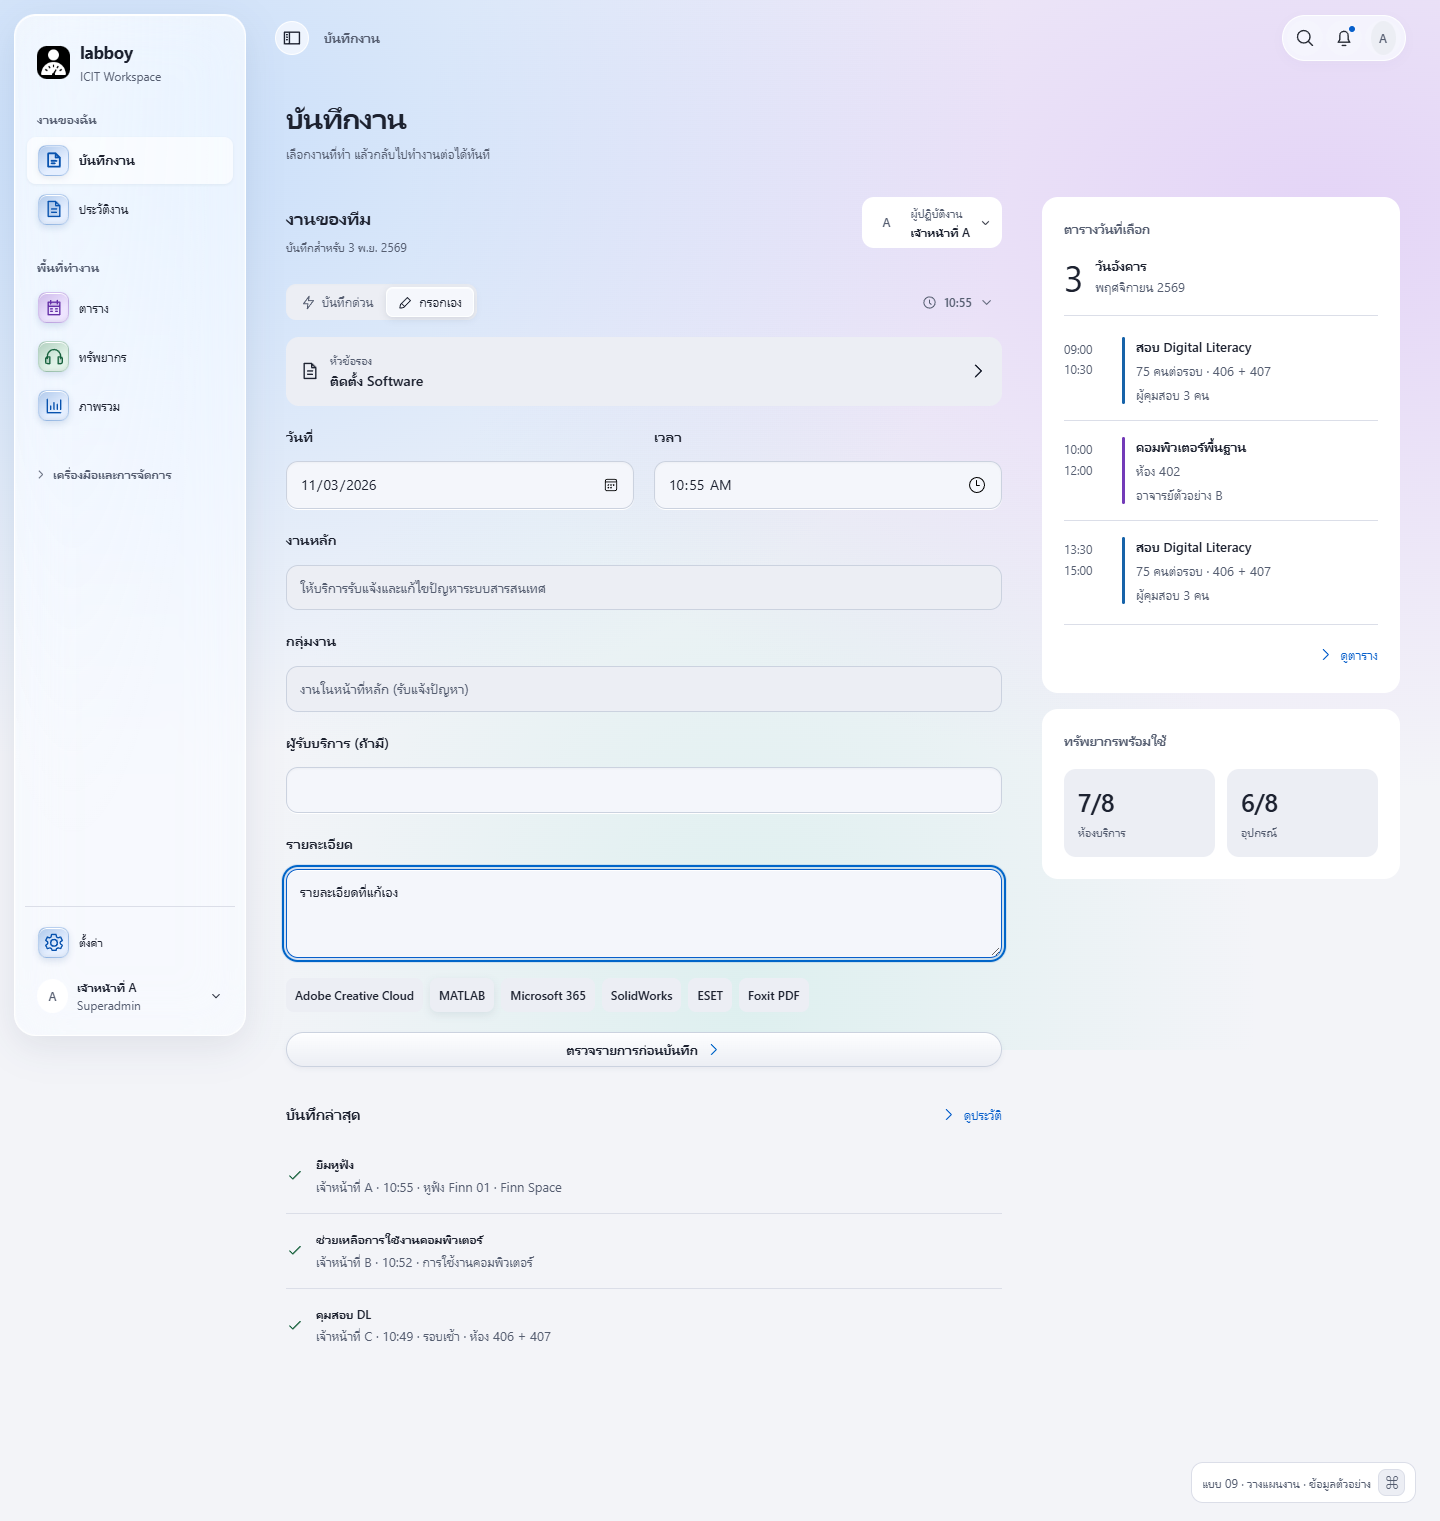 labboy
ICIT Workspace
งานของฉัน
บันทึกงาน
ประวัติงาน
พื้นที่ทำงาน
ตาราง
ทรัพยากร
ภาพรวม
เครื่องมือและการจัดการ
ตั้งค่า
A
เจ้าหน้าที่ A
Superadmin
บันทึกงาน
A
บันทึกงาน
เลือกงานที่ทำ แล้วกลับไปทำงานต่อได้ทันที
งานของทีม
บันทึกสำหรับ 3 พ.ย. 2569
A
ผู้ปฏิบัติงาน
เจ้าหน้าที่ A
บันทึกด่วน
กรอกเอง
10:55
หัวข้อรอง
ติดตั้ง Software
วันที่
เวลา
11/03/2026
10:55 AM
งานหลัก
ให้บริการรับแจ้งและแก้ไขปัญหาระบบสารสนเทศ
กลุ่มงาน
งานในหน้าที่หลัก (รับแจ้งปัญหา)
ผู้รับบริการ (ถ้ามี)
รายละเอียด
รายละเอียดที่แก้เอง
Adobe Creative Cloud
MATLAB
Microsoft 365
SolidWorks
ESET
Foxit PDF
ตรวจรายการก่อนบันทึก
บันทึกล่าสุด
ดูประวัติ
ยืมหูฟัง
เจ้าหน้าที่ A · 10:55 · หูฟัง Finn 01 · Finn Space
ช่วยเหลือการใช้งานคอมพิวเตอร์
เจ้าหน้าที่ B · 10:52 · การใช้งานคอมพิวเตอร์
คุมสอบ DL
เจ้าหน้าที่ C · 10:49 · รอบเช้า · ห้อง 406 + 407
ตารางวันที่เลือก
3
วันอังคาร
พฤศจิกายน 2569
09:00
10:30
สอบ Digital Literacy
75 คนต่อรอบ · 406 + 407
ผู้คุมสอบ 3 คน
10:00
12:00
คอมพิวเตอร์พื้นฐาน
ห้อง 402
อาจารย์ตัวอย่าง B
13:30
15:00
สอบ Digital Literacy
75 คนต่อรอบ · 406 + 407
ผู้คุมสอบ 3 คน
ดูตาราง
ทรัพยากรพร้อมใช้
7/8
ห้องบริการ
6/8
อุปกรณ์
แบบ 09 · วางแผนงาน · ข้อมูลตัวอย่าง
⌘